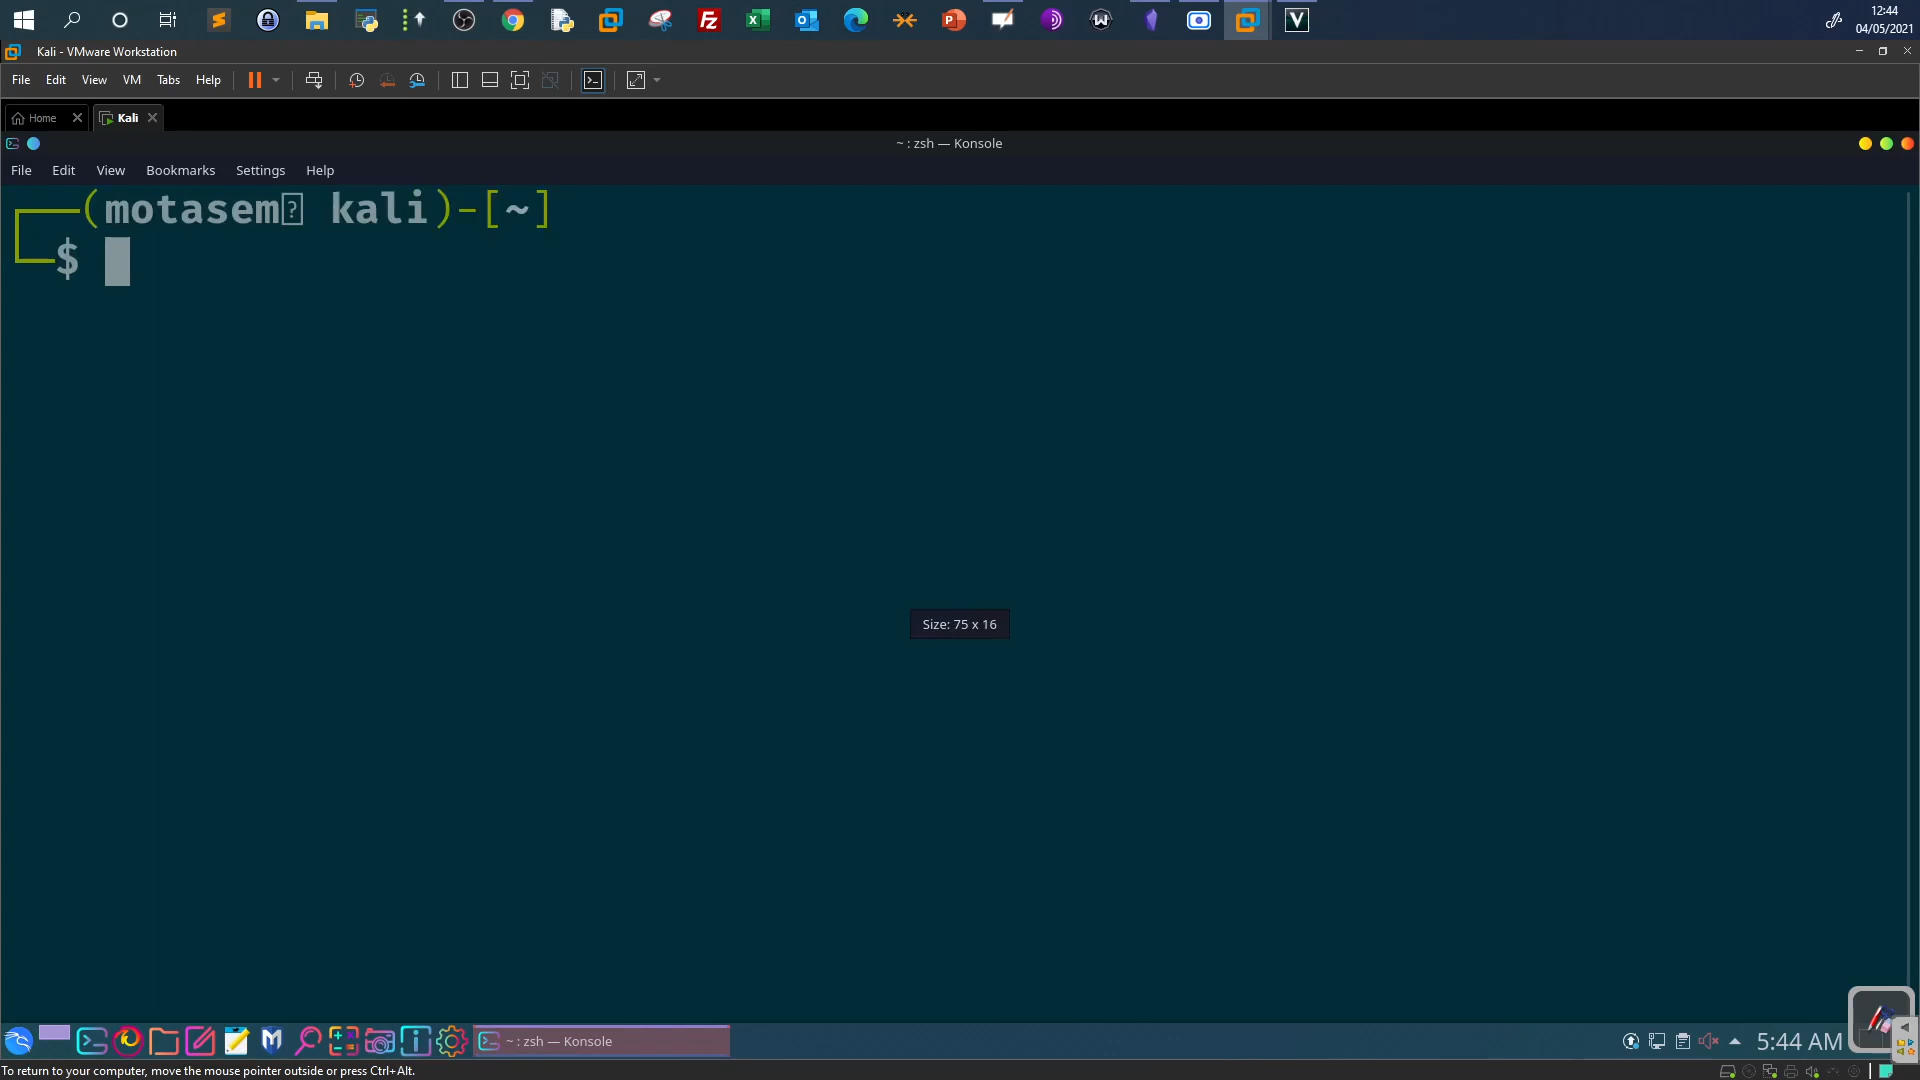 12:44
04/05/2021
Kali - VMware Workstation
File Edit View VM Tabs Help
Home Kali
~ : zsh — Konsole
File Edit View Bookmarks Settings Help
(motasem kali)-[~]
$
Size: 75 x 16
~ : zsh — Konsole
5:44 AM
To return to your computer, move the mouse pointer outside or press Ctrl+Alt.